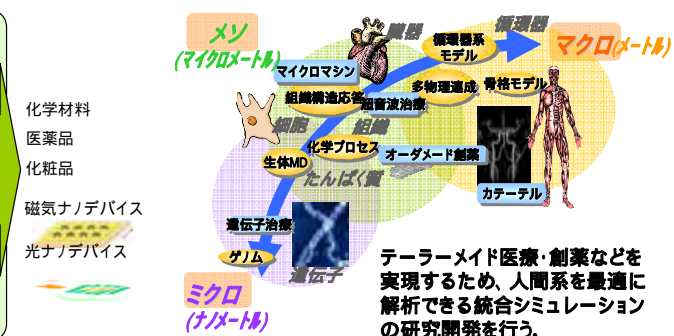 化学材料
医薬品
化粧品
磁気ナノデバイス
光ナノデバイス
メソ
(マイクロメートル)
臓器
循環器
循環器系
モデル
マクロ(メートル)
マイクロマシン
組織構造応答
超音波治療
多物理連成
骨格モデル
細胞
組織
化学プロセス
オーダメード創薬
生体MD
たんぱく質
カテーテル
遺伝子治療
ゲノム
遺伝子
ミクロ
(ナノメートル)
テーラーメイド医療・創薬などを
実現するため、人間系を最適に
解析できる統合シミュレーション
の研究開発を行う。